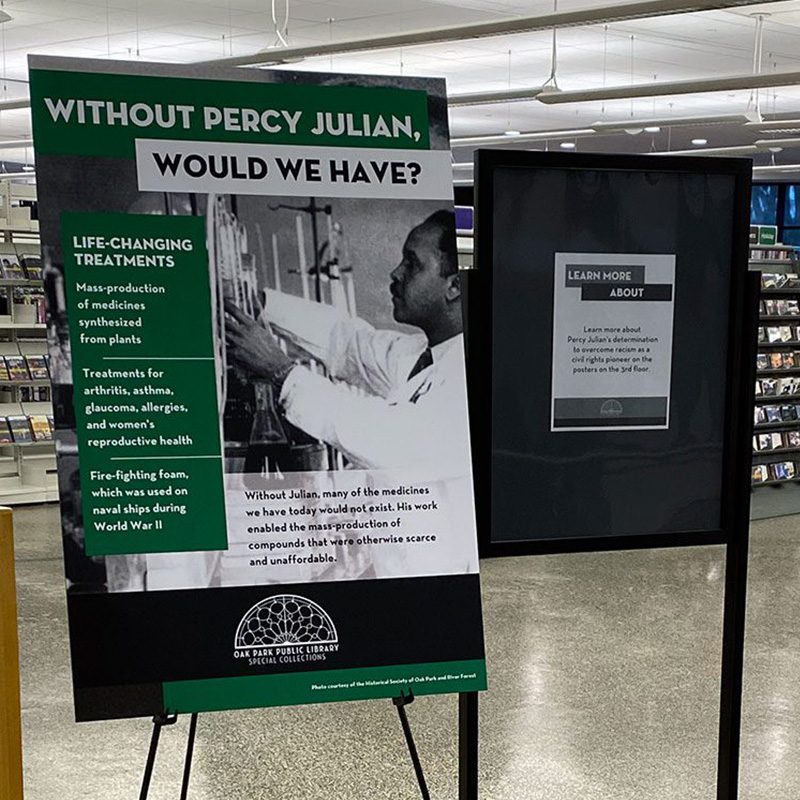 WITHOUT PERCY JULIAN,
WOULD WE HAVE?
LIFE-CHANGING
TREATMENTS
Mass-production
of medicines
synthesized
from plants
Treatments for
arthritis, asthma,
glaucoma, allergies,
and women's
reproductive health
Fire-fighting foam,
which was used on
naval ships during
World War II
Without Julian, many of the medicines
we have today would not exist. His work
enabled the mass-production of
compounds that were otherwise scarce
and unaffordable.
OAK PARK PUBLIC LIBRARY
SPECIAL COLLECTIONS
Photo courtesy of the Historical Society of Oak Park and River Forest
LEARN MORE
ABOUT
Learn more about
Percy Julian's determination
to overcome racism as a
civil rights pioneer on the
posters on the 3rd floor.